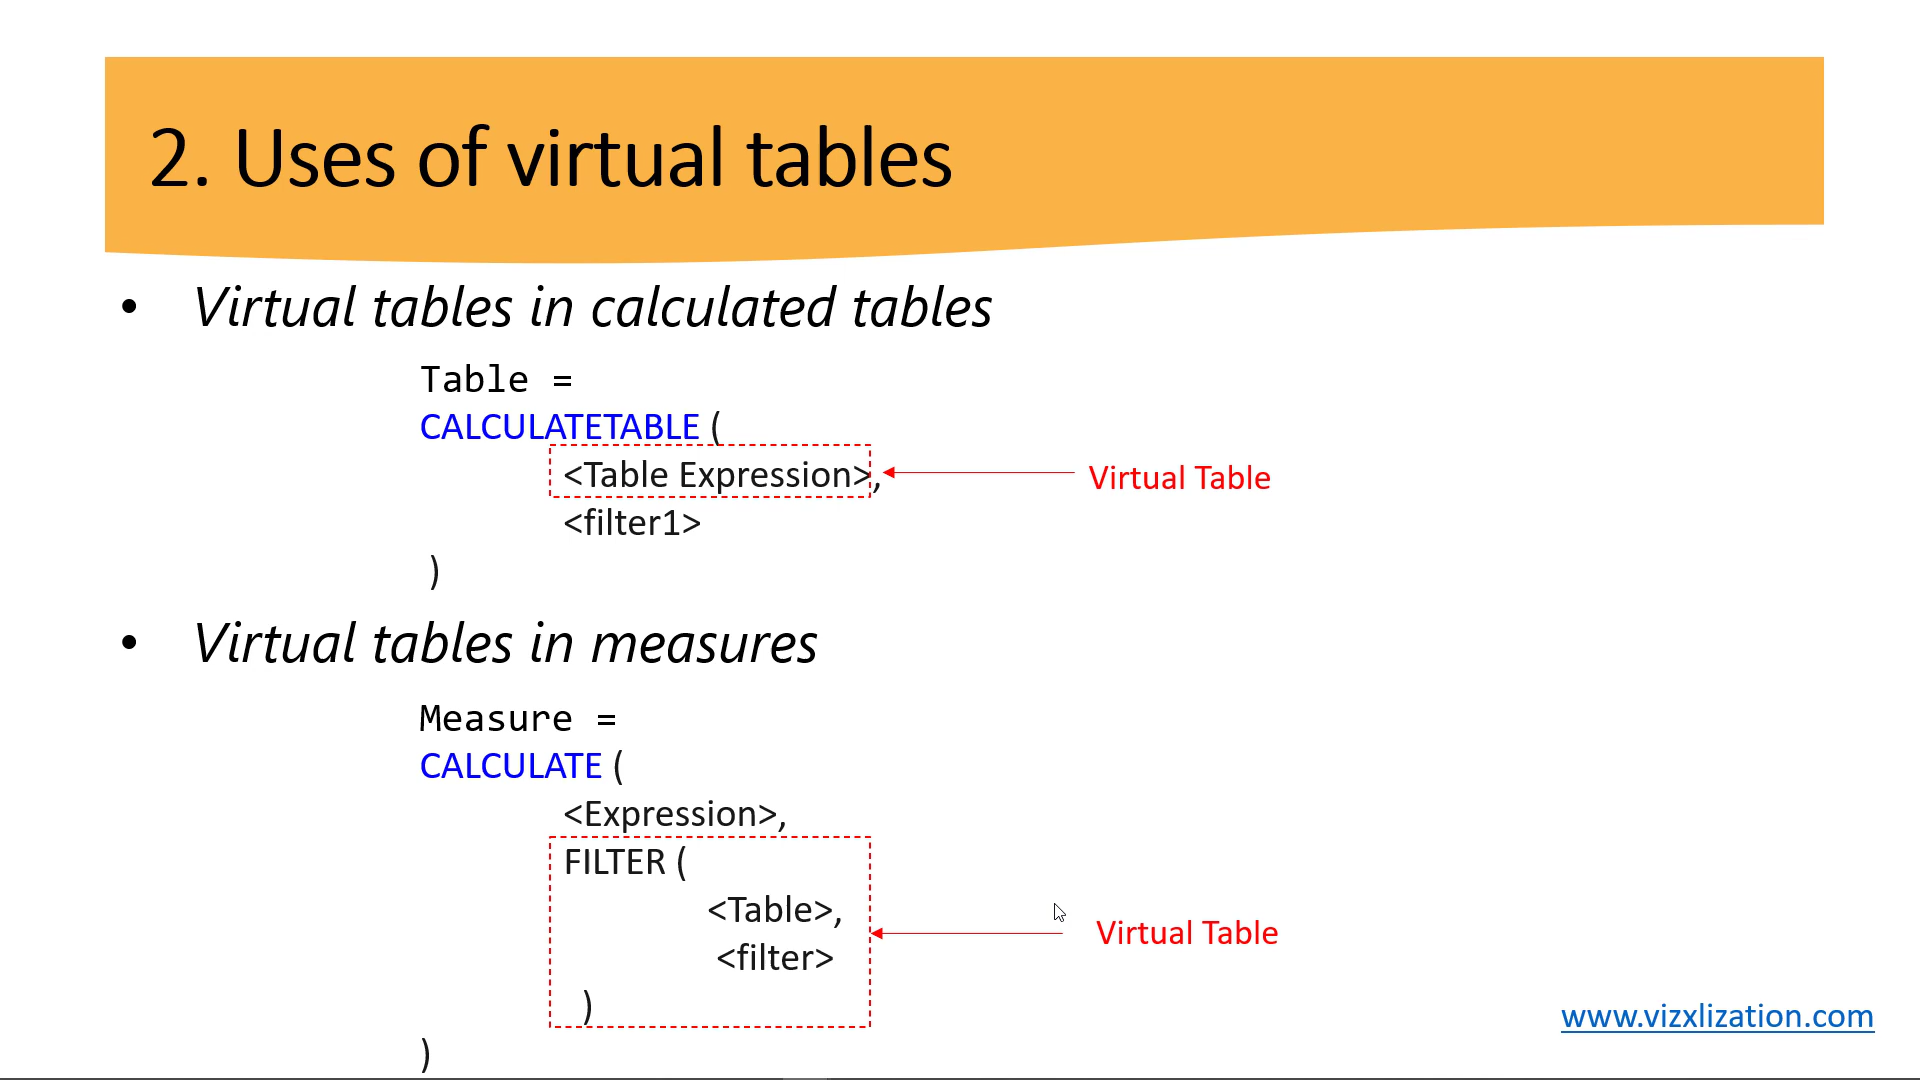 2. Uses of virtual tables
• Virtual tables in calculated tables
Table =
CALCULATETABLE (
<Table Expression>,
Virtual Table
<filter1>
)
• Virtual tables in measures
Measure =
CALCULATE (
<Expression>,
FILTER (
<Table>,
Virtual Table
<filter>
)
)
www.vizxlization.com